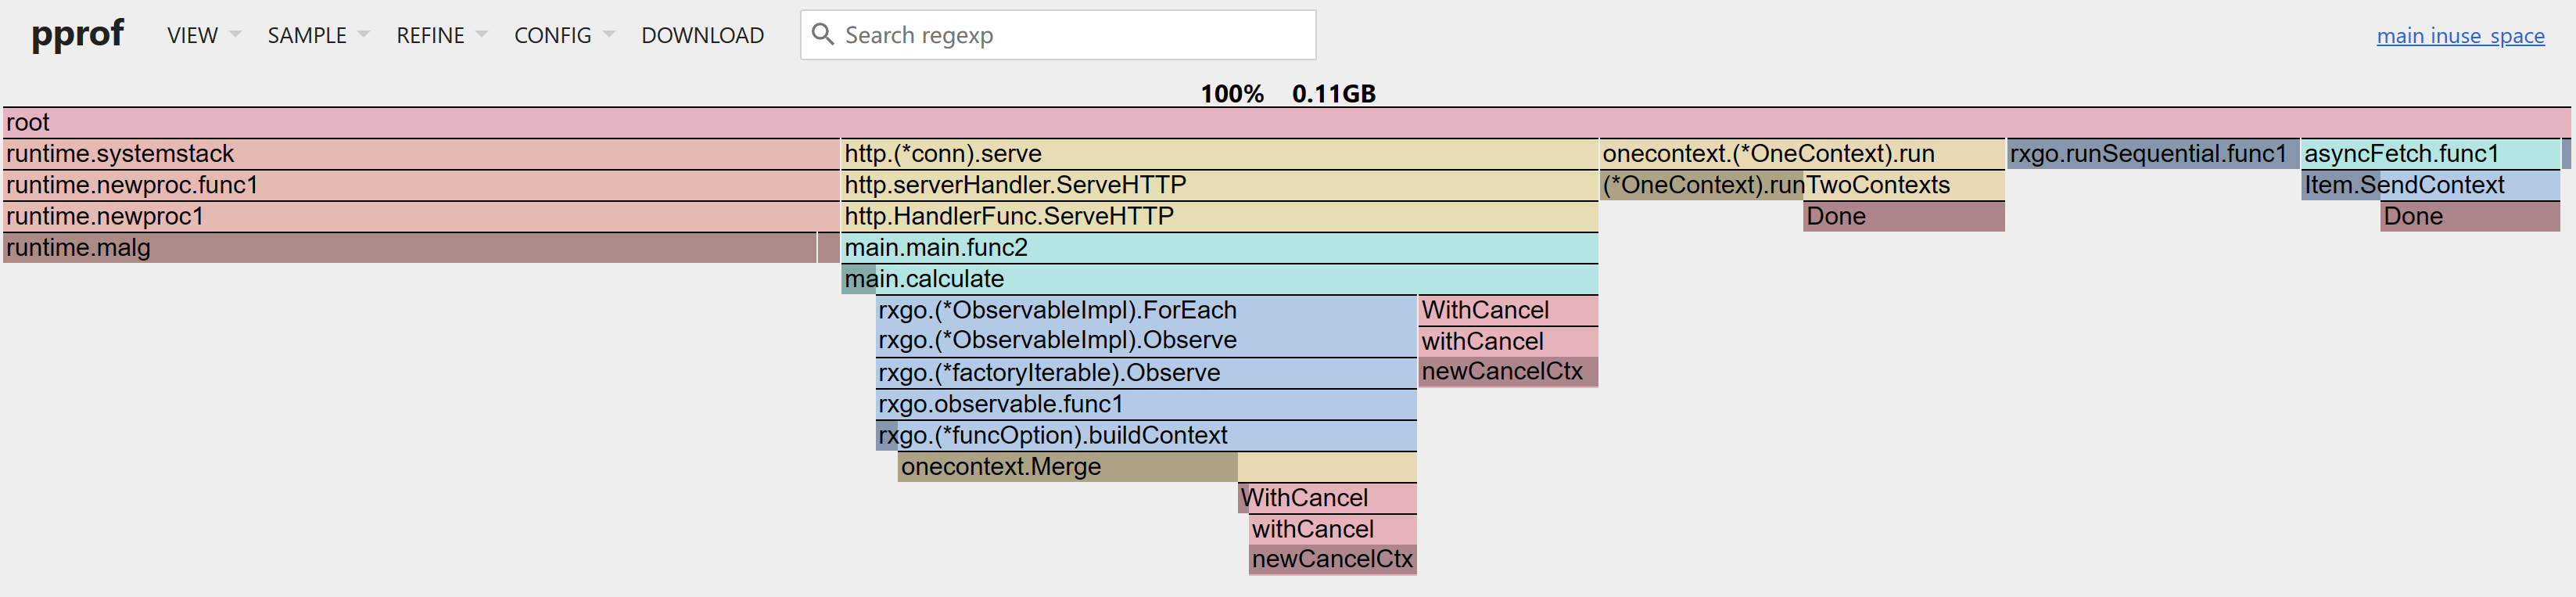 pprof VIEW SAMPLE REFINE CONFIG DOWNLOAD Search regexp main inuse_space
100% 0.11GB
root
runtime.systemstack http.(*conn).serve onecontext.(*OneContext).run rxgo.runSequential.func1 asyncFetch.func1
runtime.newproc.func1 http.serverHandler.ServeHTTP (*OneContext).runTwoContexts Item.SendContext
runtime.newproc1 http.HandlerFunc.ServeHTTP Done Done
runtime.malg main.main.func2
main.calculate
rxgo.(*ObservableImpl).ForEach WithCancel
rxgo.(*ObservableImpl).Observe withCancel
rxgo.(*factoryIterable).Observe newCancelCtx
rxgo.observable.func1
rxgo.(*funcOption).buildContext
onecontext.Merge
WithCancel
withCancel
newCancelCtx